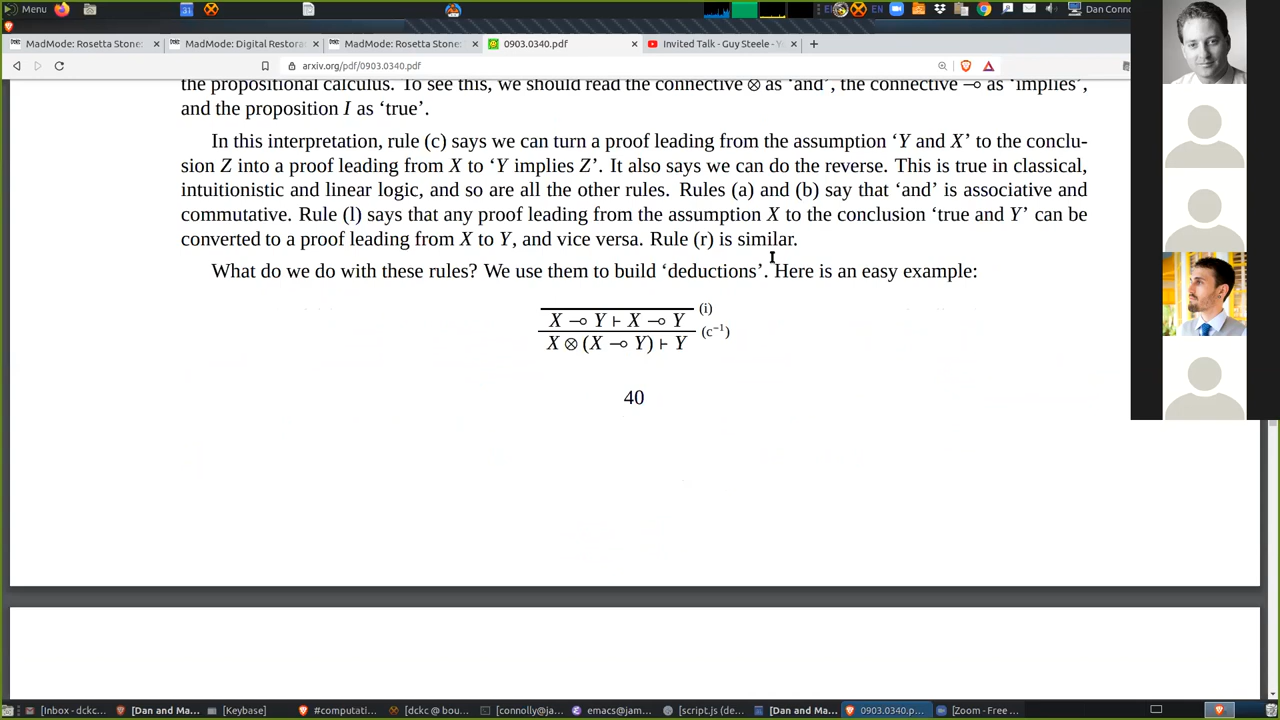 Menu
EN
EN
Dan Conno
MadMode: Rosetta Stone: × MadMode: Digital Restora × MadMode: Rosetta Stone: × 0903.0340.pdf × Invited Talk - Guy Steele - Y × +
arxiv.org/pdf/0903.0340.pdf
the propositional calculus. To see this, we should read the connective ⊗ as ‘and’, the connective ⊸ as ‘implies’,
and the proposition I as ‘true’.
In this interpretation, rule (c) says we can turn a proof leading from the assumption ‘Y and X’ to the conclu-
sion Z into a proof leading from X to ‘Y implies Z’. It also says we can do the reverse. This is true in classical,
intuitionistic and linear logic, and so are all the other rules. Rules (a) and (b) say that ‘and’ is associative and
commutative. Rule (l) says that any proof leading from the assumption X to the conclusion ‘true and Y’ can be
converted to a proof leading from X to Y, and vice versa. Rule (r) is similar.
What do we do with these rules? We use them to build ‘deductions’. Here is an easy example:
X ⊸ Y ⊢ X ⊸ Y (i)
X ⊗ (X ⊸ Y) ⊢ Y (c⁻¹)
40
[Inbox - dckc... [Dan and Ma... [Keybase] #computati... [dckc @ bou... [connolly@ja... emacs@jam... [script.js (de... [Dan and Ma... 0903.0340.p... [Zoom - Free ...